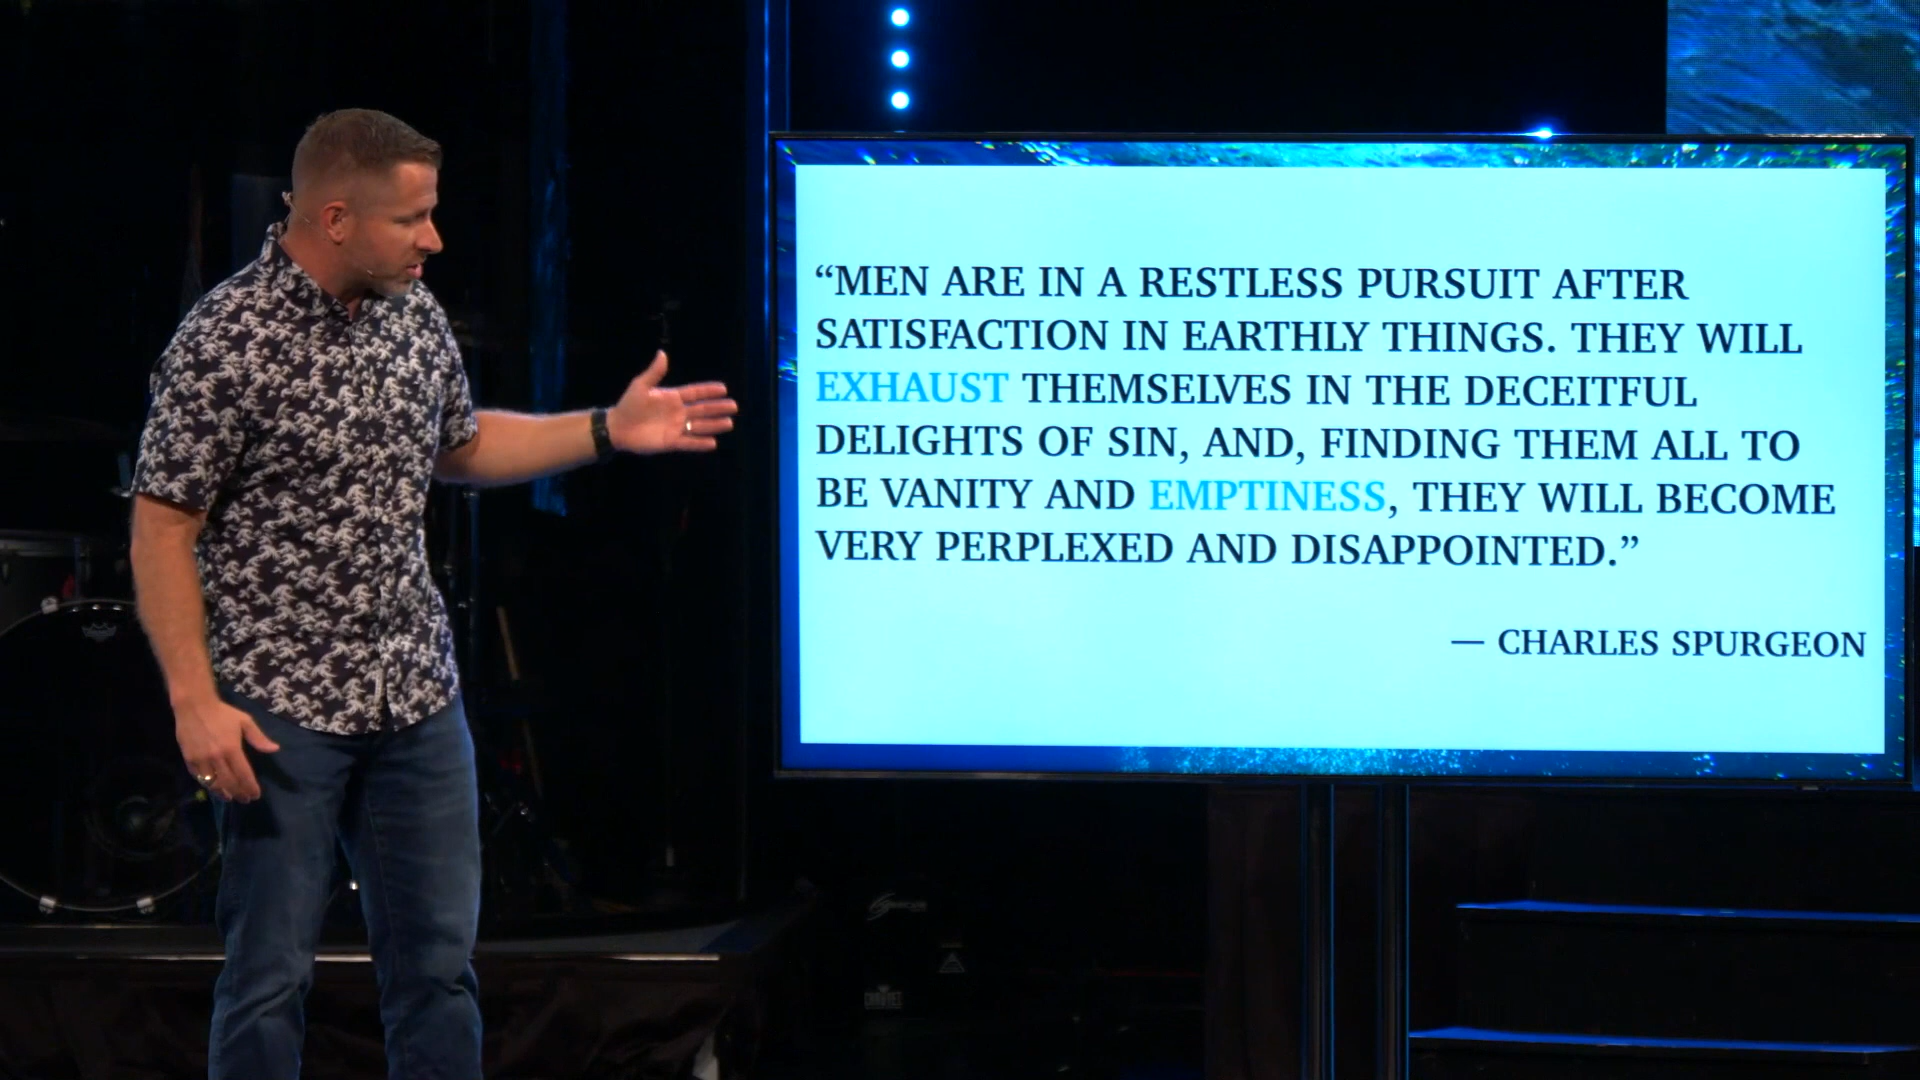 “MEN ARE IN A RESTLESS PURSUIT AFTER
SATISFACTION IN EARTHLY THINGS. THEY WILL
EXHAUST THEMSELVES IN THE DECEITFUL
DELIGHTS OF SIN, AND, FINDING THEM ALL TO
BE VANITY AND EMPTINESS, THEY WILL BECOME
VERY PERPLEXED AND DISAPPOINTED.”
— CHARLES SPURGEON